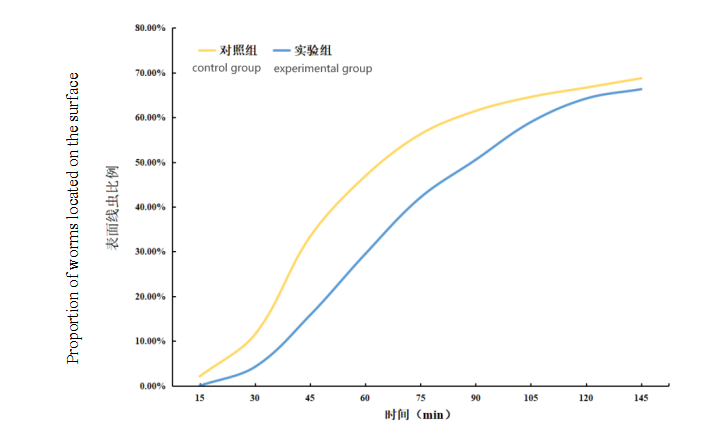 80.00%
对照组 实验组
control group experimental group
70.00%
60.00%
50.00%
40.00%
30.00%
20.00%
10.00%
0.00%
Proportion of worms located on the surface
表面线虫比例
15 30 45 60 75 90 105 120 145
时间（min）